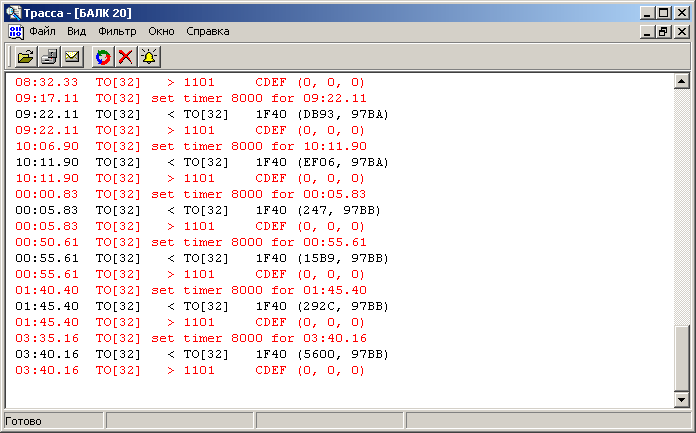 Трасса - [БАЛК 20]
Файл Вид Фильтр Окно Справка
08:32.33 TO[32] > 1101 CDEF (0, 0, 0)
09:17.11 TO[32] set timer 8000 for 09:22.11
09:22.11 TO[32] < TO[32] 1F40 (DB93, 97BA)
09:22.11 TO[32] > 1101 CDEF (0, 0, 0)
10:06.90 TO[32] set timer 8000 for 10:11.90
10:11.90 TO[32] < TO[32] 1F40 (EF06, 97BA)
10:11.90 TO[32] > 1101 CDEF (0, 0, 0)
00:00.83 TO[32] set timer 8000 for 00:05.83
00:05.83 TO[32] < TO[32] 1F40 (247, 97BB)
00:05.83 TO[32] > 1101 CDEF (0, 0, 0)
00:50.61 TO[32] set timer 8000 for 00:55.61
00:55.61 TO[32] < TO[32] 1F40 (15B9, 97BB)
00:55.61 TO[32] > 1101 CDEF (0, 0, 0)
01:40.40 TO[32] set timer 8000 for 01:45.40
01:45.40 TO[32] < TO[32] 1F40 (292C, 97BB)
01:45.40 TO[32] > 1101 CDEF (0, 0, 0)
03:35.16 TO[32] set timer 8000 for 03:40.16
03:40.16 TO[32] < TO[32] 1F40 (5600, 97BB)
03:40.16 TO[32] > 1101 CDEF (0, 0, 0)
Готово